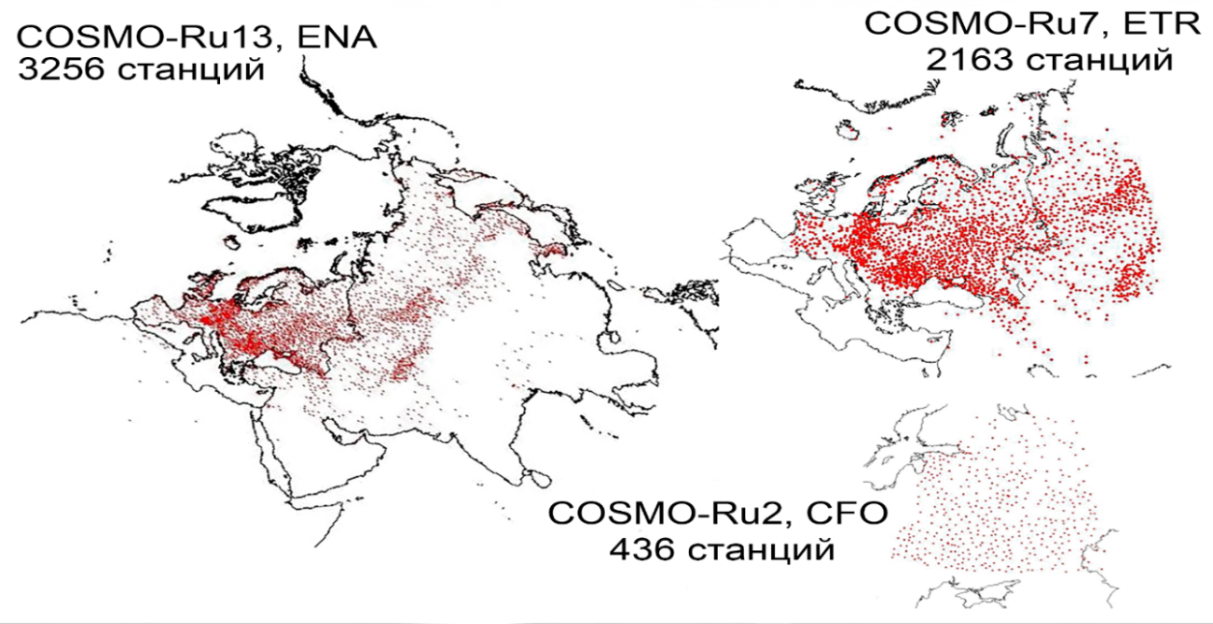 COSMO-Ru13, ENA
3256 станций
COSMO-Ru7, ETR
2163 станций
COSMO-Ru2, CFO
436 станций